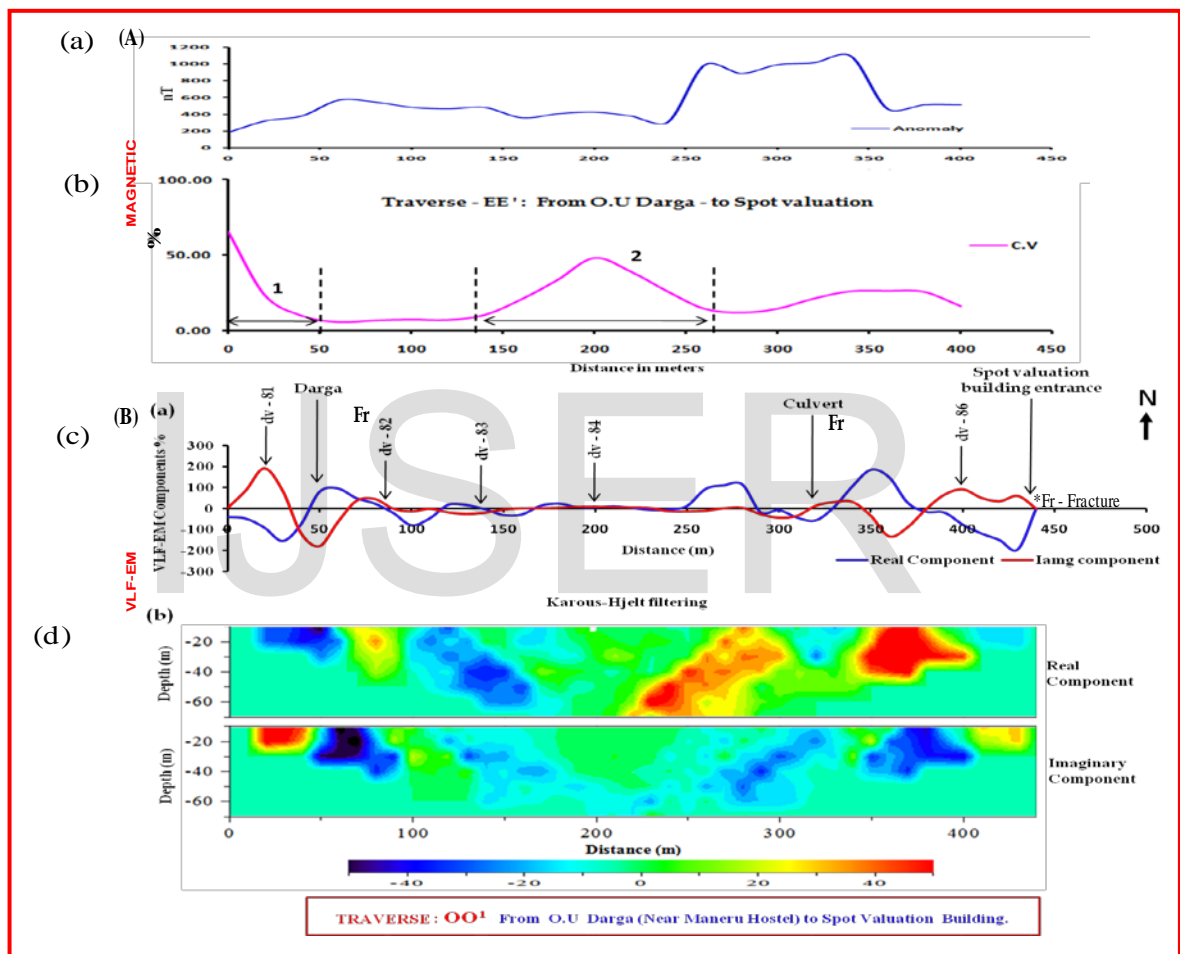 (a)
(A)
MAGNETIC
nT
1200
1000
800
600
400
200
0
0 50 100 150 200 250 300 350 400 450
Anomaly
(b)
100.00
50.00
0.00
%
Traverse - EE': From O.U Darga - to Spot valuation
C.V
1
2
0 50 100 150 200 250 300 350 400 450
Distance in meters
IJSER
(c)
(B)
(a)
VLF-EM
VLF-EM Components %
300
200
100
0
-100
-200
-300
dv - 81
Darga
Fr
dv - 82
dv - 83
dv - 84
Culvert
Fr
dv - 86
Spot valuation
building entrance
N
*Fr - Fracture
0 50 100 150 200 250 300 350 400 450 500
Distance (m)
Real Component
Iamg component
Karous-Hjelt filtering
(d)
(b)
Depth (m)
-20
-40
-60
Real
Component
Depth (m)
-20
-40
-60
Imaginary
Component
0 100 200 300 400
Distance (m)
-40 -20 0 20 40
TRAVERSE: OO¹ From O.U Darga (Near Maneru Hostel) to Spot Valuation Building.